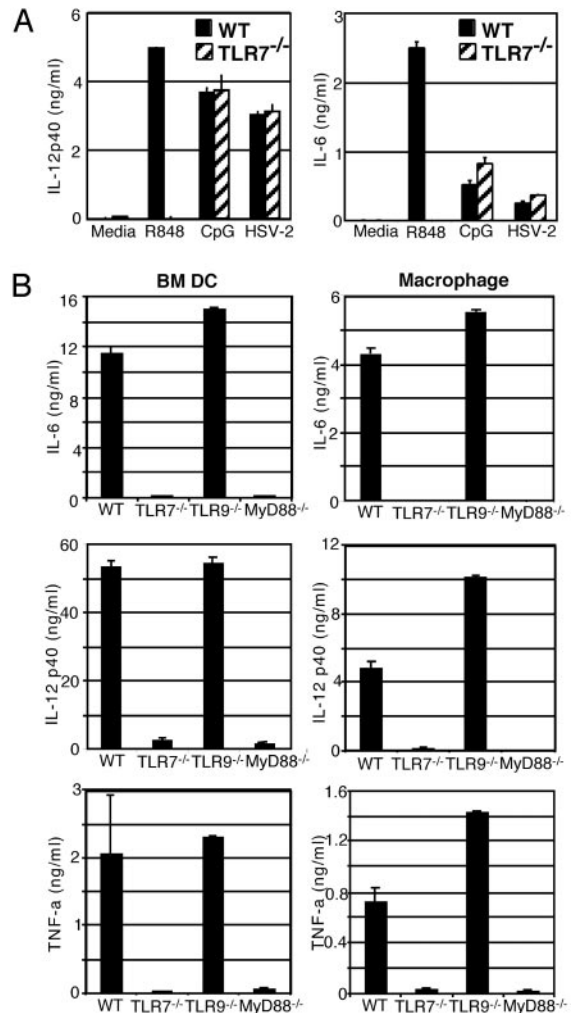 A
WT
TLR7-/-
IL-12p40 (ng/ml)
6
4
2
0
Media R848 CpG HSV-2
WT
TLR7-/-
IL-6 (ng/ml)
3
2
1
0
Media R848 CpG HSV-2
B
BM DC
Macrophage
IL-6 (ng/ml)
16
12
8
4
0
WT TLR7-/- TLR9-/- MyD88-/-
IL-6 (ng/ml)
6
4
2
0
WT TLR7-/- TLR9-/- MyD88-/-
IL-12 p40 (ng/ml)
60
40
20
0
WT TLR7-/- TLR9-/- MyD88-/-
IL-12 p40 (ng/ml)
12
8
4
0
WT TLR7-/- TLR9-/- MyD88-/-
TNF-a (ng/ml)
3
2
1
0
WT TLR7-/- TLR9-/- MyD88-/-
TNF-a (ng/ml)
1.6
1.2
0.8
0.4
0
WT TLR7-/- TLR9-/- MyD88-/-